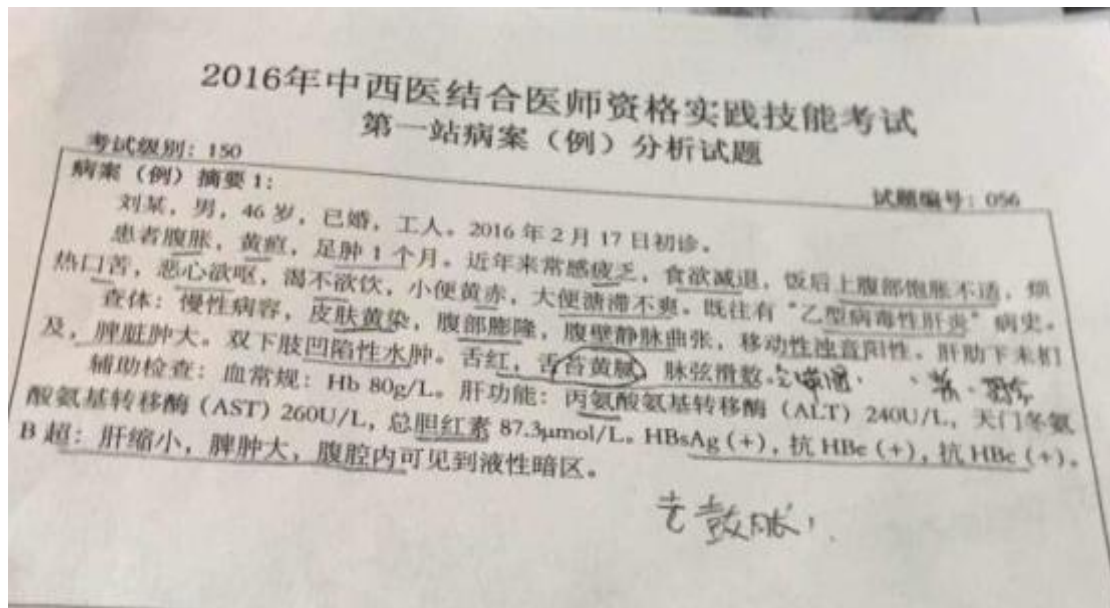 2016年中西医结合医师资格实践技能考试
第一站病案（例）分析试题
考试级别：150
试题编号：056
病案（例）摘要1：
刘某，男，46岁，已婚，工人。2016年2月17日初诊。
患者腹胀，黄疸，足肿1个月。近年来常感疲乏，食欲减退，饭后上腹部饱胀不适，烦
热口苦，恶心欲呕，渴不欲饮，小便黄赤，大便溏滞不爽。既往有“乙型病毒性肝炎”病史。
查体：慢性病容，皮肤黄染，腹部膨隆，腹壁静脉曲张，移动性浊音阳性。肝肋下未扪
及，脾脏肿大。双下肢凹陷性水肿。舌红，舌苔黄腻，脉弦滑数。
辅助检查：血常规：Hb 80g/L。肝功能：丙氨酸氨基转移酶（ALT）240U/L，天门冬氨
酸氨基转移酶（AST）260U/L，总胆红素 87.3μmol/L。HBsAg（+），抗HBe（+），抗HBc（+）。
B超：肝缩小，脾肿大，腹腔内可见到液性暗区。
鼓胀！